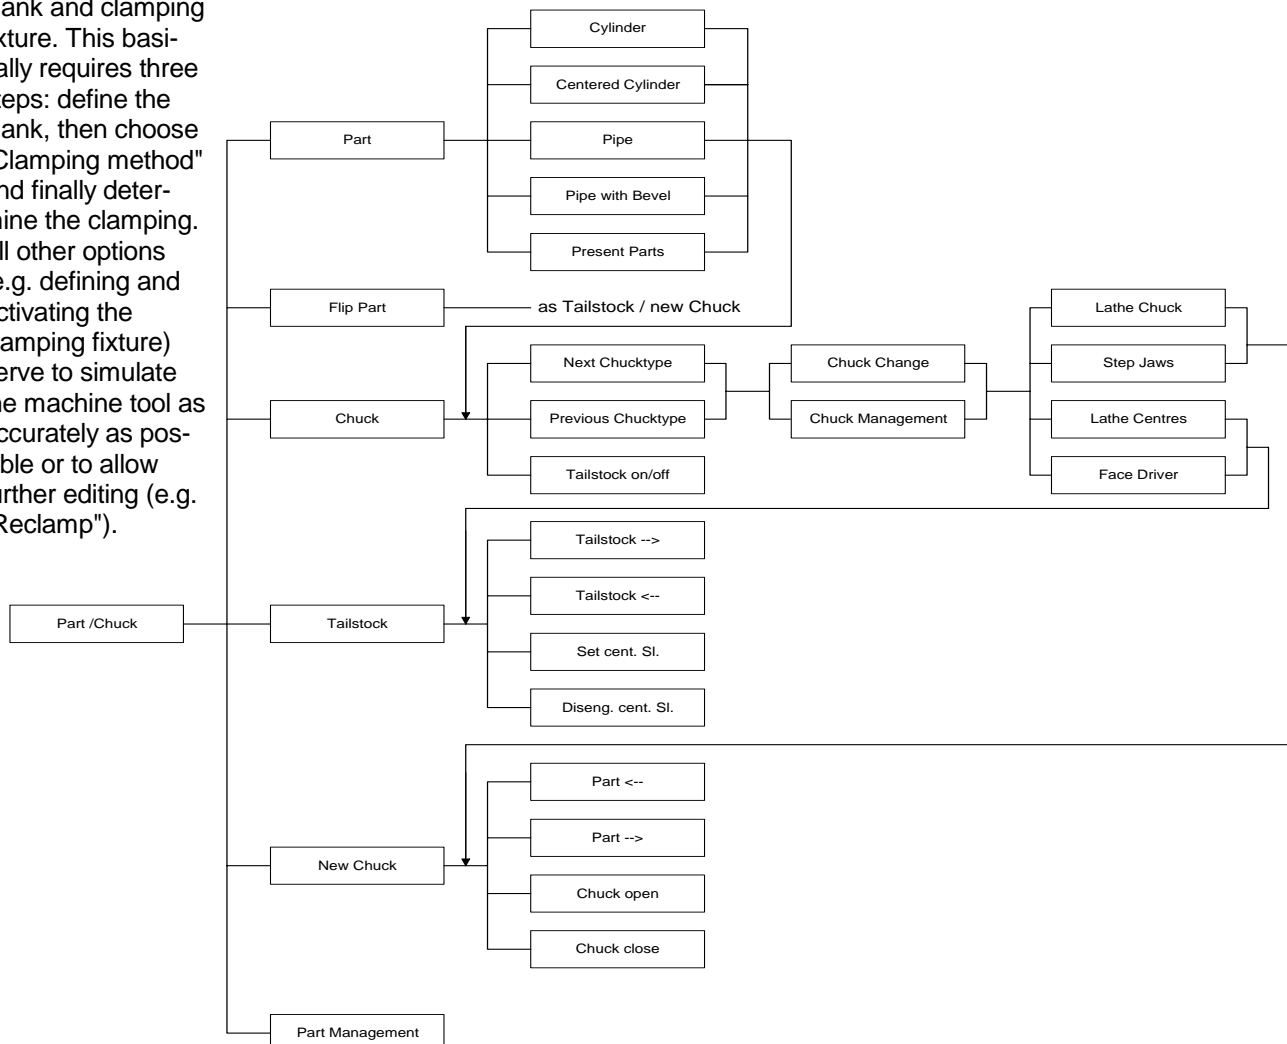 ank and clamping
xture. This basi-
ally requires three
teps: define the
ank, then choose
Clamping method"
nd finally deter-
nine the clamping.
ll other options
e.g. defining and
ctivating the
amping fixture)
erve to simulate
ne machine tool as
ccurately as pos-
ible or to allow
urther editing (e.g.
Reclamp").
Part /Chuck
Part
Flip Part
Chuck
Tailstock
New Chuck
Part Management
Cylinder
Centered Cylinder
Pipe
Pipe with Bevel
Present Parts
as Tailstock / new Chuck
Next Chucktype
Previous Chucktype
Tailstock on/off
Chuck Change
Chuck Management
Lathe Chuck
Step Jaws
Lathe Centres
Face Driver
Tailstock -->
Tailstock <--
Set cent. Sl.
Diseng. cent. Sl.
Part <--
Part -->
Chuck open
Chuck close